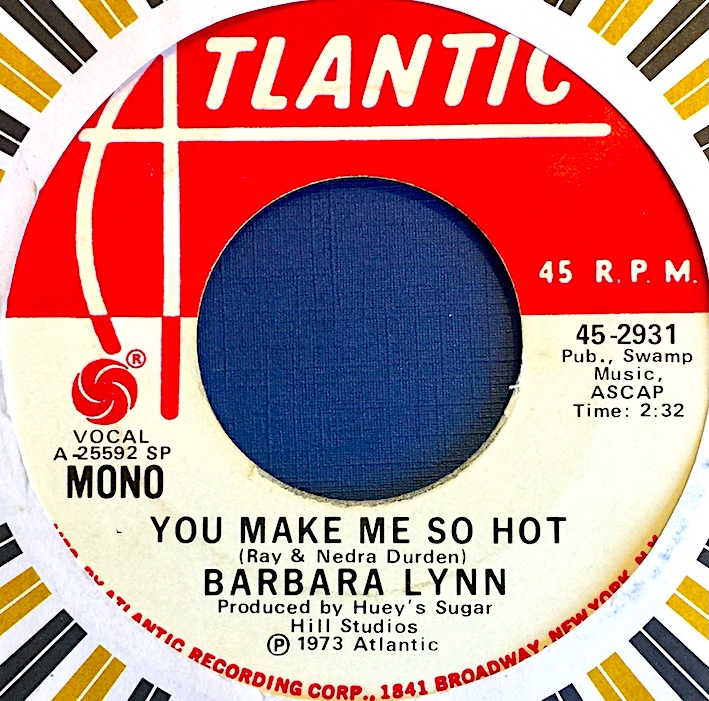 ATLANTIC
45 R.P.M.
®
45-2931
Pub., Swamp
Music,
ASCAP
Time: 2:32
VOCAL
A-25592 SP
MONO
YOU MAKE ME SO HOT
(Ray & Nedra Durden)
BARBARA LYNN
Produced by Huey's Sugar
Hill Studios
℗ 1973 Atlantic
BY ATLANTIC RECORDING CORP., 1841 BROADWAY, NEW YORK, N.Y.